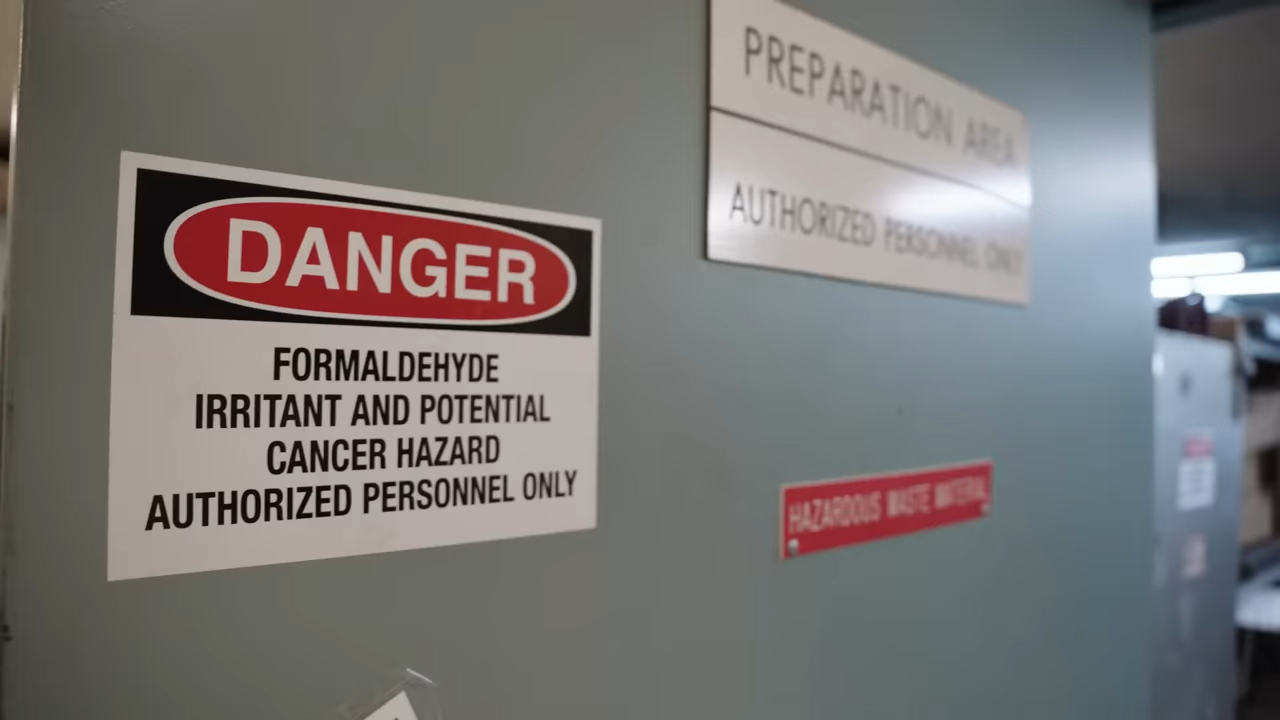 DANGER
FORMALDEHYDE
IRRITANT AND POTENTIAL
CANCER HAZARD
AUTHORIZED PERSONNEL ONLY
PREPARATION AREA
AUTHORIZED PERSONNEL ONLY
HAZARDOUS WASTE MATERIAL